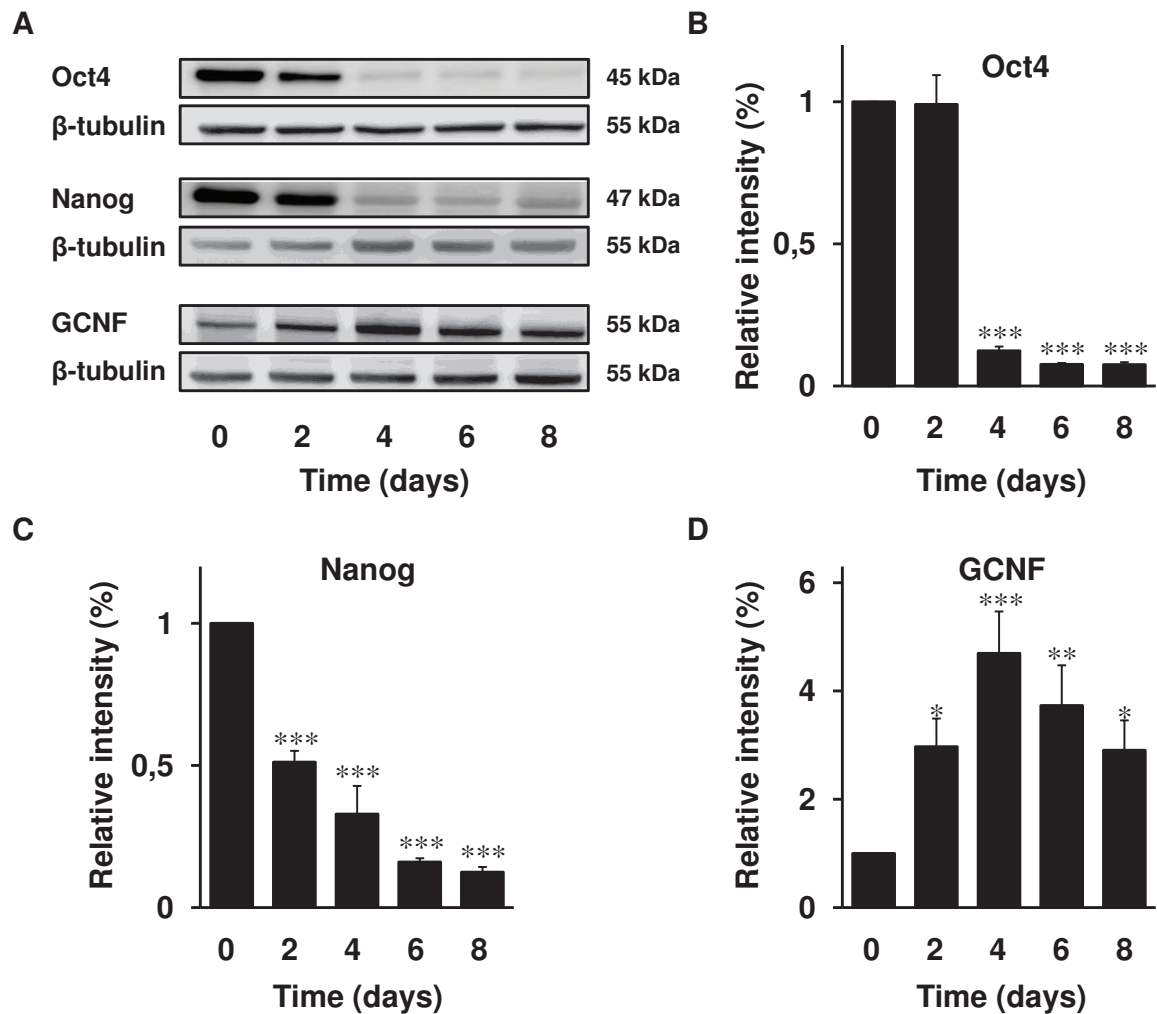 A
Oct4 45 kDa
β-tubulin 55 kDa
Nanog 47 kDa
β-tubulin 55 kDa
GCNF 55 kDa
β-tubulin 55 kDa
0 2 4 6 8
Time (days)
B
Oct4
Relative intensity (%)
1
0,5
0
*** *** ***
0 2 4 6 8
Time (days)
C
Nanog
Relative intensity (%)
1
0,5
0
*** *** *** ***
0 2 4 6 8
Time (days)
D
GCNF
Relative intensity (%)
6
4
2
0
* *** ** *
0 2 4 6 8
Time (days)